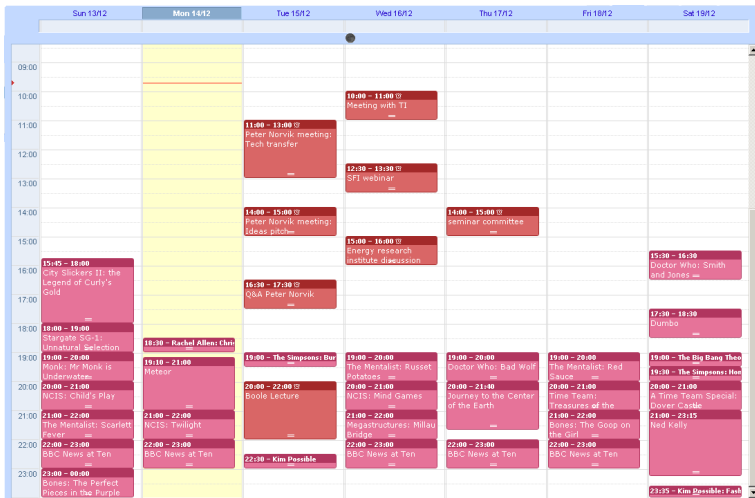 Sun 13/12
Mon 14/12
Tue 15/12
Wed 16/12
Thu 17/12
Fri 18/12
Sat 19/12
09:00
10:00
11:00
12:00
13:00
14:00
15:00
16:00
17:00
18:00
19:00
20:00
21:00
22:00
23:00
15:45 – 18:00
City Slickers II: the
Legend of Curly's
Gold
18:00 – 19:00
Stargate SG-1:
Unnatural Selection
19:00 – 20:00
Monk: Mr Monk is
Underwater
20:00 – 21:00
NCIS: Child's Play
21:00 – 22:00
The Mentalist: Scarlett
Fever
22:00 – 23:00
BBC News at Ten
23:00 – 00:00
Bones: The Perfect
Pieces in the Purple
18:30 – Rachel Allen: Chris
19:10 – 21:00
Meteor
21:00 – 22:00
NCIS: Twilight
22:00 – 23:00
BBC News at Ten
11:00 – 13:00
Peter Norvik meeting:
Tech transfer
14:00 – 15:00
Peter Norvik meeting:
Ideas pitch
16:30 – 17:30
Q&A Peter Norvik
19:00 – The Simpsons: Bur
20:00 – 22:00
Boole Lecture
22:30 – Kim Possible
10:00 – 11:00
Meeting with TI
12:30 – 13:30
SFI webinar
15:00 – 16:00
Energy research
institute discussion
19:00 – 20:00
The Mentalist: Russet
Potatoes
20:00 – 21:00
NCIS: Mind Games
21:00 – 22:00
Megastructures: Millau
Bridge
22:00 – 23:00
BBC News at Ten
14:00 – 15:00
seminar committee
19:00 – 20:00
Doctor Who: Bad Wolf
20:00 – 21:40
Journey to the Center
of the Earth
22:00 – 23:00
BBC News at Ten
19:00 – 20:00
The Mentalist: Red
Sauce
20:00 – 21:00
Time Team:
Treasures of the
21:00 – 22:00
Bones: The Goop on
the Girl
22:00 – 23:00
BBC News at Ten
15:30 – 16:30
Doctor Who: Smith
and Jones
17:30 – 18:30
Dumbo
19:00 – The Big Bang Theo
19:30 – The Simpsons: Hom
20:00 – 21:00
A Time Team Special:
Dover Castle
21:00 – 23:15
Ned Kelly
23:35 – Kim Possible: Fash